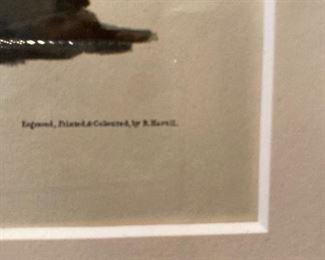 Engraved, Printed, & Coloured, by R. Havell.